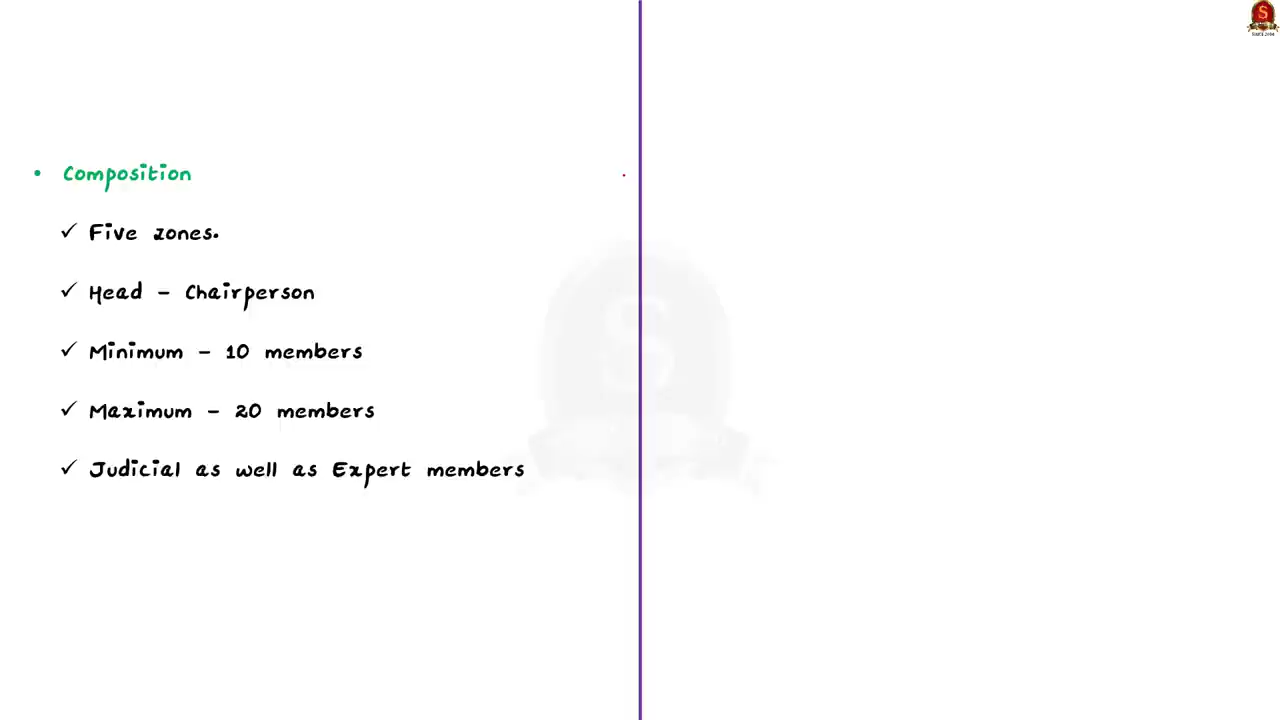 • Composition
✓ Five zones.
✓ Head – Chairperson
✓ Minimum – 10 members
✓ Maximum – 20 members
✓ Judicial as well as Expert members
S
S